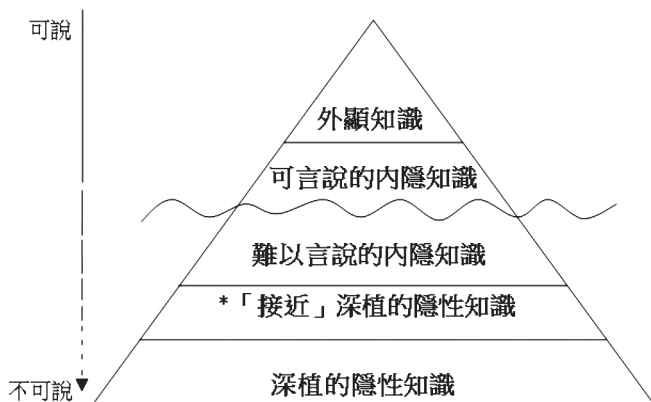 可說
外顯知識
可言說的內隱知識
難以言說的內隱知識
*「接近」深植的隱性知識
不可說
深植的隱性知識